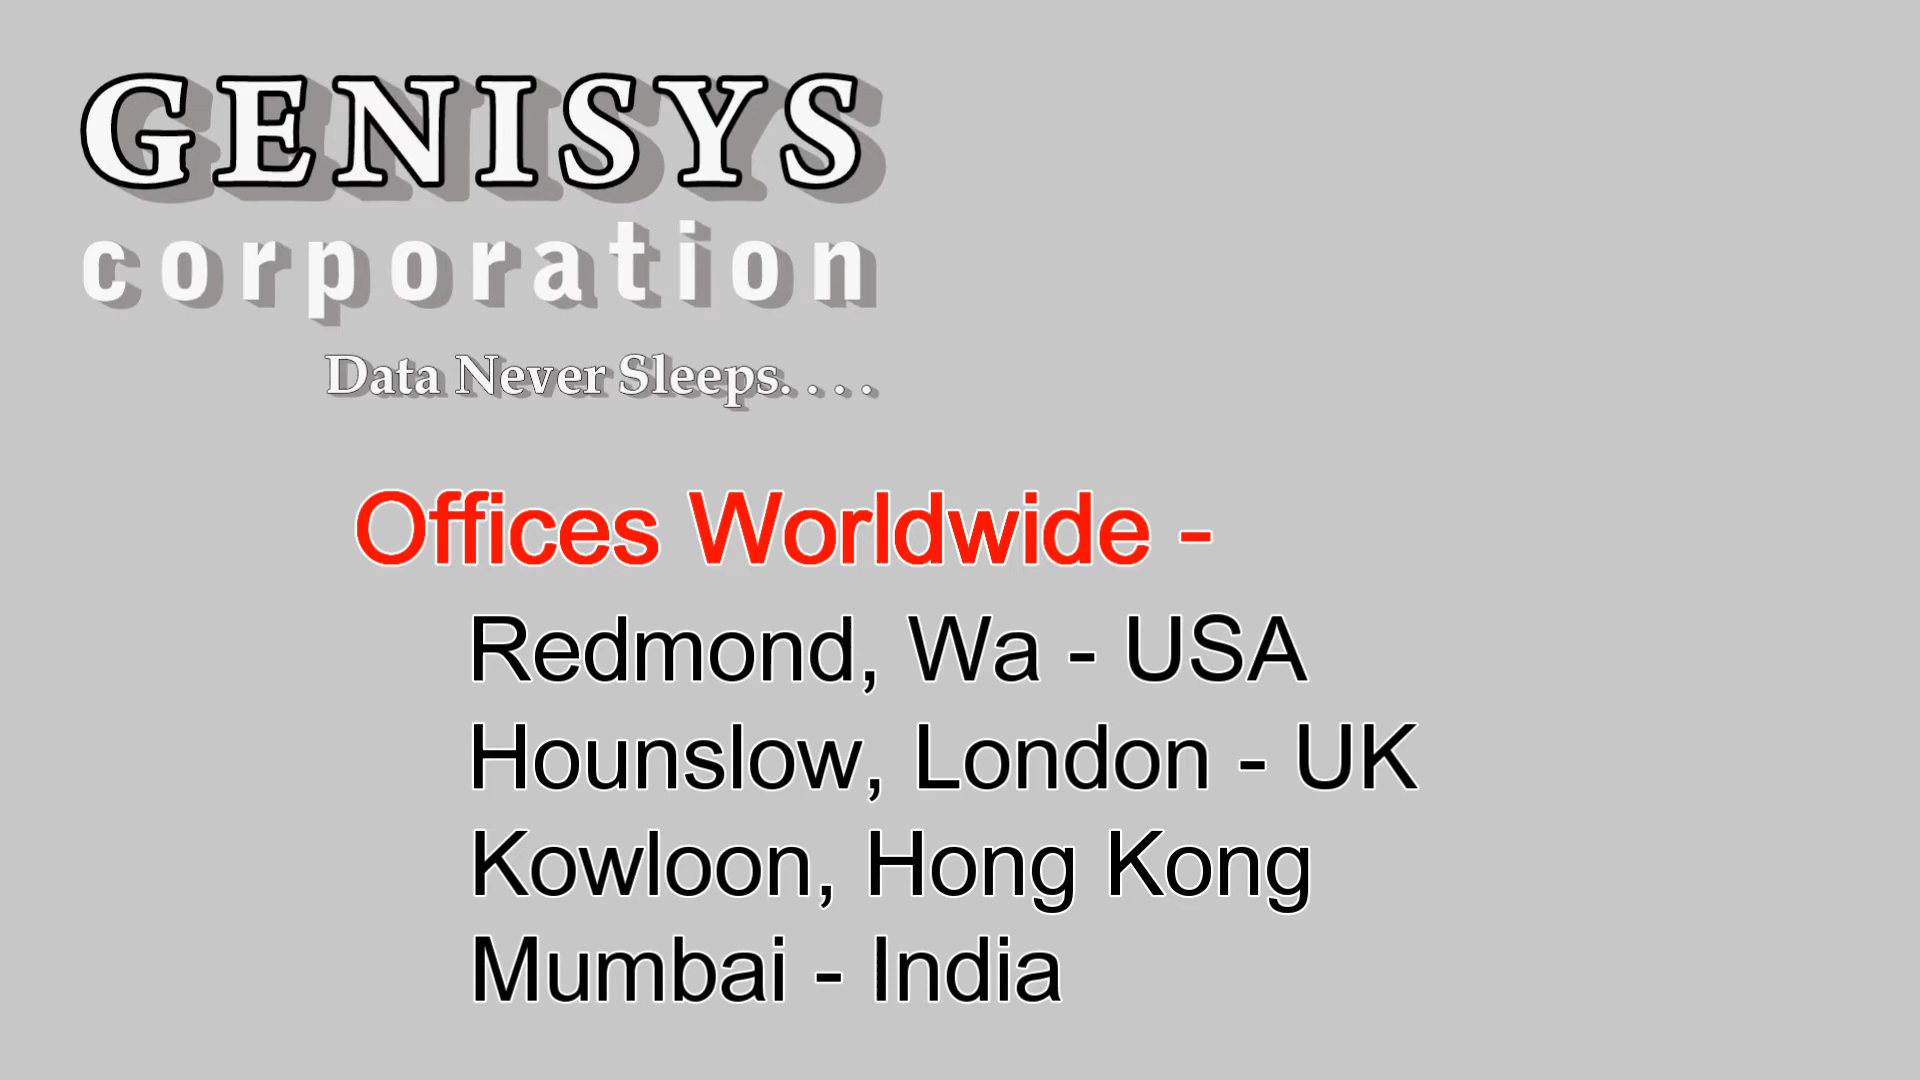 GENISYS
corporation
Data Never Sleeps. . . .
Offices Worldwide -
Redmond, Wa - USA
Hounslow, London - UK
Kowloon, Hong Kong
Mumbai - India